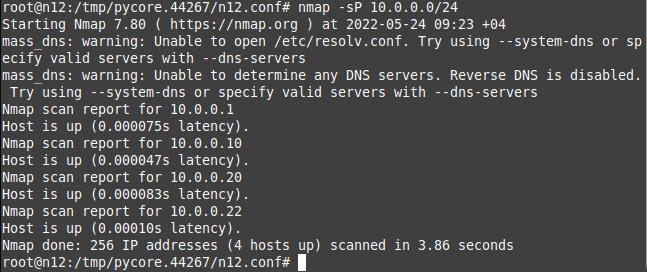 root@n12:/tmp/pycore.44267/n12.conf# nmap -sP 10.0.0.0/24
Starting Nmap 7.80 ( https://nmap.org ) at 2022-05-24 09:23 +04
mass_dns: warning: Unable to open /etc/resolv.conf. Try using --system-dns or sp
ecify valid servers with --dns-servers
mass_dns: warning: Unable to determine any DNS servers. Reverse DNS is disabled.
 Try using --system-dns or specify valid servers with --dns-servers
Nmap scan report for 10.0.0.1
Host is up (0.000075s latency).
Nmap scan report for 10.0.0.10
Host is up (0.000047s latency).
Nmap scan report for 10.0.0.20
Host is up (0.000083s latency).
Nmap scan report for 10.0.0.22
Host is up (0.00010s latency).
Nmap done: 256 IP addresses (4 hosts up) scanned in 3.86 seconds
root@n12:/tmp/pycore.44267/n12.conf#